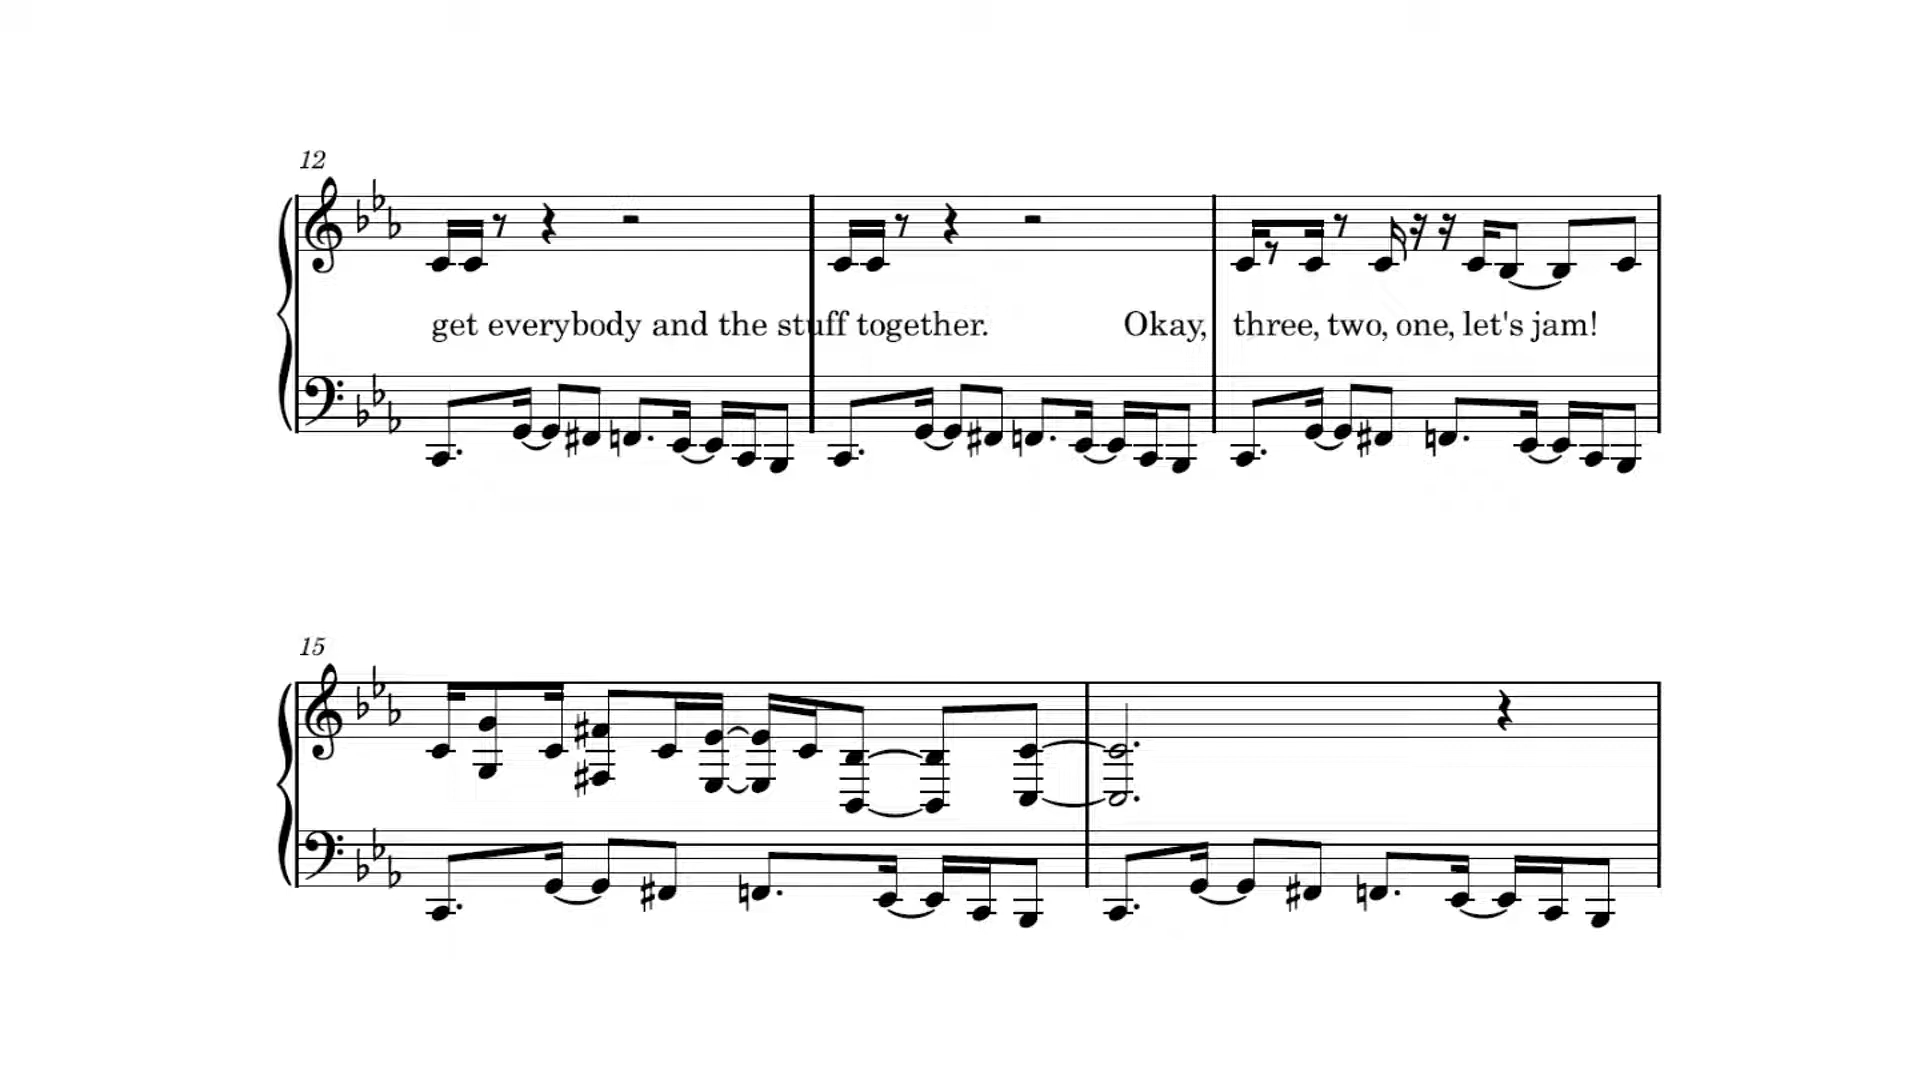 12
get everybody and the stuff together. Okay, three, two, one, let's jam!
15